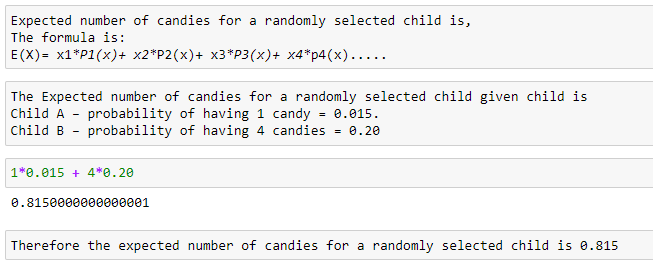 Expected number of candies for a randomly selected child is,
The formula is:
E(X)= x1*P1(x)+ x2*P2(x)+ x3*P3(x)+ x4*p4(x).....
The Expected number of candies for a randomly selected child given child is
Child A – probability of having 1 candy = 0.015.
Child B – probability of having 4 candies = 0.20
1*0.015 + 4*0.20
0.8150000000000001
Therefore the expected number of candies for a randomly selected child is 0.815